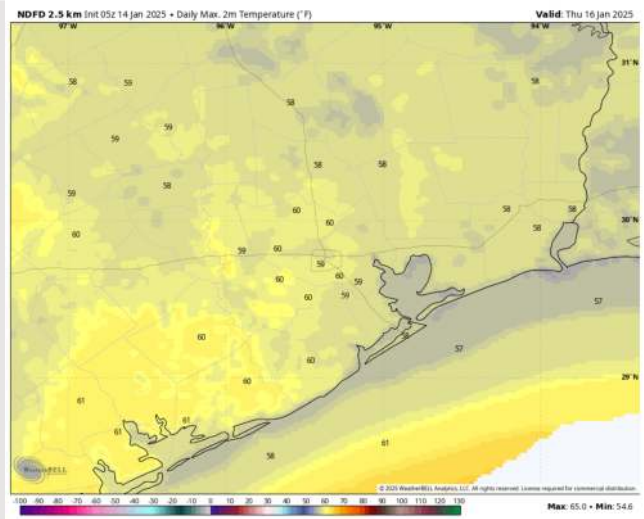 NDFD 2.5 km Init 05z 14 Jan 2025 • Daily Max. 2m Temperature (°F)
Valid: Thu 16 Jan 2025
97°W 96°W 95°W 94°W
31°N
58 59 58
58
59 59
58 58
59 58
60 58 58
60 30°N
60 58
59 60
59
60 60 59
60 59
57
60 58
57
60
60 29°N
61
61 61
61
58
WeatherBELL
© 2025 WeatherBELL Analytics, LLC. All rights reserved. License required for commercial distribution.
-100 -90 -80 -70 -60 -50 -40 -30 -20 -10 0 10 20 30 40 50 60 70 80 90 100 110 120 130
Max: 65.0 • Min: 54.6